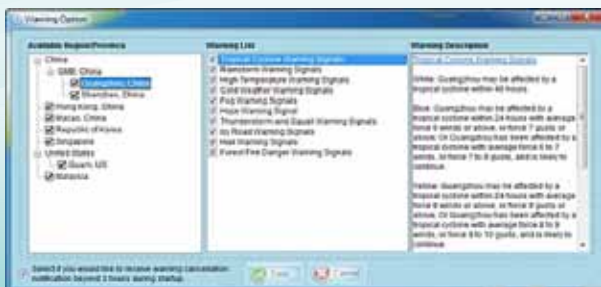 Warning Option
Available Region/Province
China
GMB, China
Guangzhou, China
Shenzhen, China
Hong Kong, China
Macao, China
Republic of Korea
Singapore
United States
Guam, US
Malaysia
Warning List
Tropical Cyclone Warning Signals
Rainstorm Warning Signals
High Temperature Warning Signals
Cold Weather Warning Signals
Fog Warning Signals
Haze Warning Signal
Thunderstorm and Squall Warning Signals
Icy Road Warning Signals
Hail Warning Signals
Forest Fire Danger Warning Signals
Warning Description
Tropical Cyclone Warning Signals
White: Guangzhou may be affected by a
tropical cyclone within 48 hours.
Blue: Guangzhou may be affected by a
tropical cyclone within 24 hours with average
force 6 winds or above, or force 7 gusts or
above; Or Guangzhou has been affected by a
tropical cyclone with average force 6 to 7
winds, or force 7 to 8 gusts, and is likely to
continue.
Yellow: Guangzhou may be affected by a
tropical cyclone within 24 hours with average
force 8 winds or above, or force 9 gusts or
above; Or Guangzhou has been affected by a
tropical cyclone with average force 8 to 9
winds, or force 9 to 10 gusts, and is likely to
continue.
Select if you would like to receive warning cancellation
notification beyond 3 hours during startup.
Save
Cancel